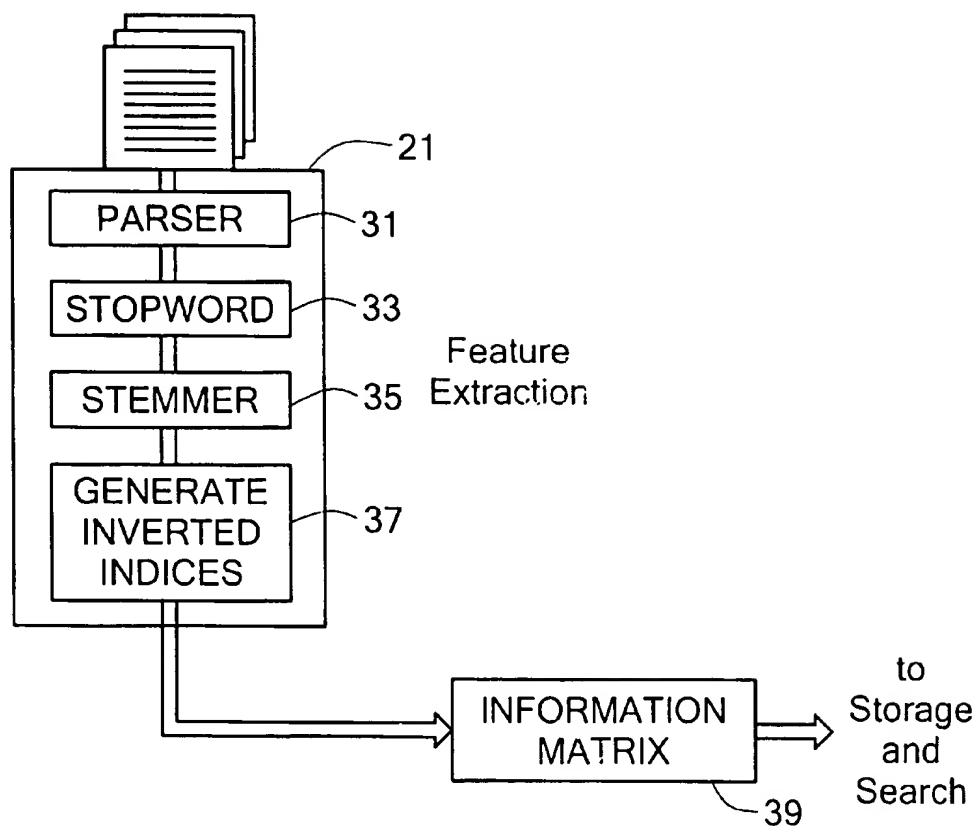 21
PARSER
31
STOPWORD
33
STEMMER
35
Feature
Extraction
GENERATE
INVERTED
INDICES
37
INFORMATION
MATRIX
39
to
Storage
and
Search